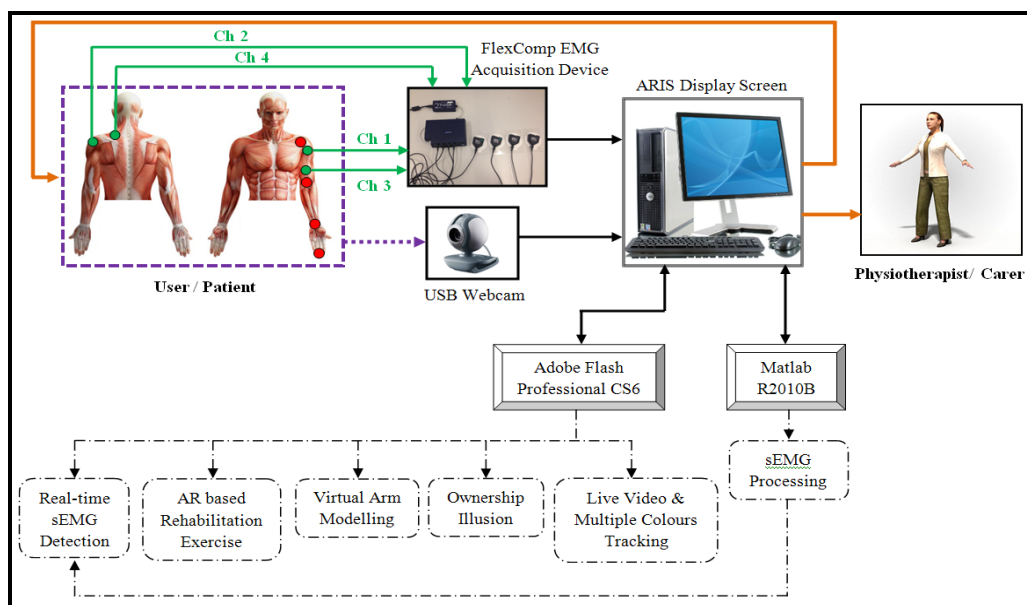 Ch 2
Ch 4
FlexComp EMG
Acquisition Device
ARIS Display Screen
Ch 1
Ch 3
User / Patient
USB Webcam
Physiotherapist/ Carer
Adobe Flash
Professional CS6
Matlab
R2010B
Real-time
sEMG
Detection
AR based
Rehabilitation
Exercise
Virtual Arm
Modelling
Ownership
Illusion
Live Video &
Multiple Colours
Tracking
sEMG
Processing